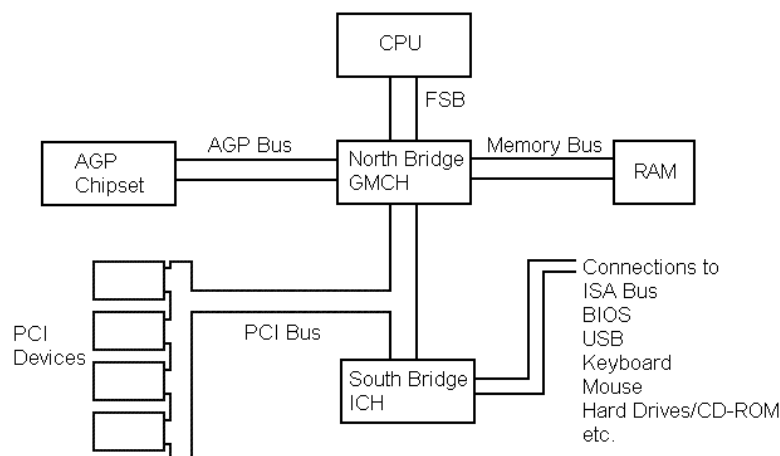 CPU
FSB
AGP Bus
Memory Bus
AGP
Chipset
North Bridge
GMCH
RAM
PCI
Devices
PCI Bus
South Bridge
ICH
Connections to
ISA Bus
BIOS
USB
Keyboard
Mouse
Hard Drives/CD-ROM
etc.